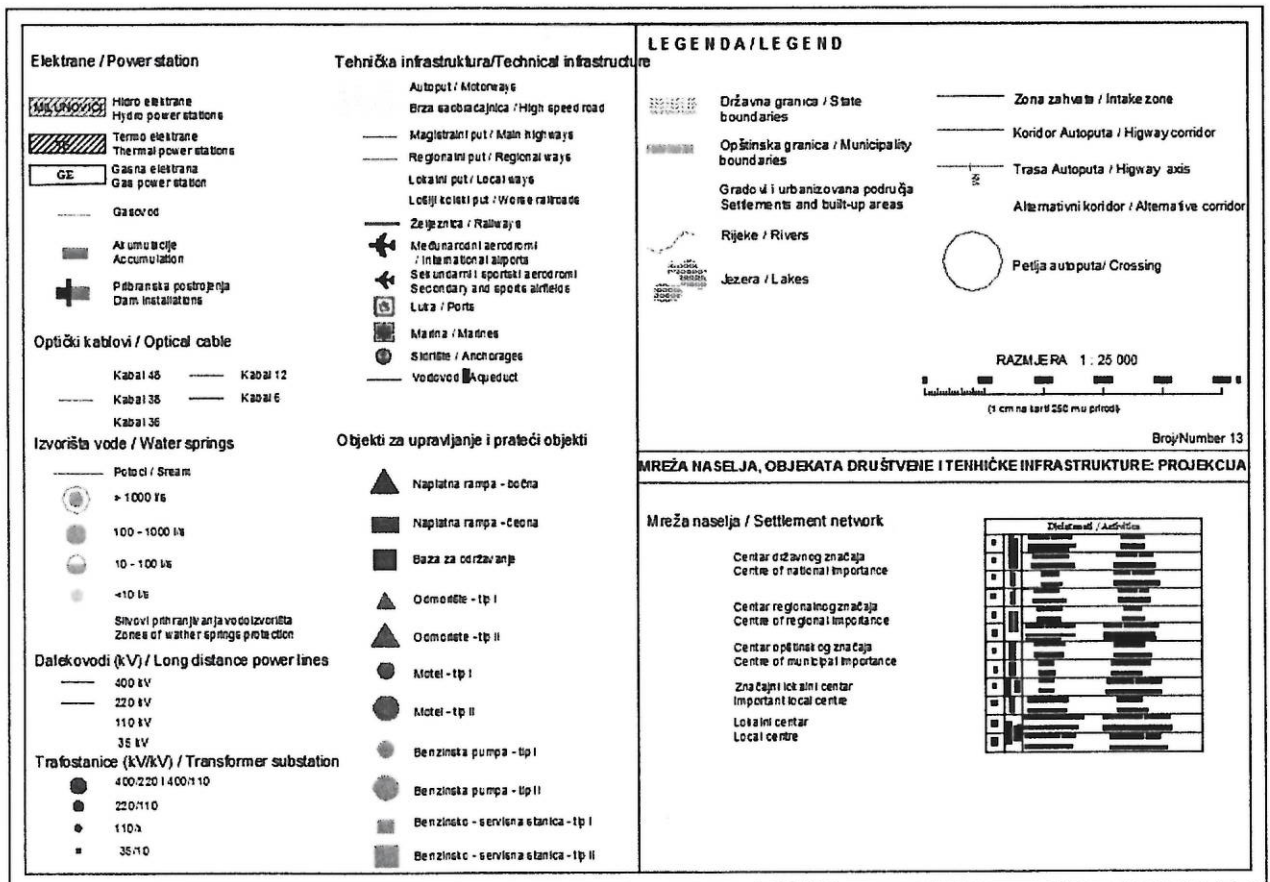 Elektrane / Power station
MILUNOVIĆI
Hidro elektrane
Hydro power stations
Termo elektrane
Thermal power stations
GE
Gasna elektrana
Gas power station
Gasovod
Akumulacije
Accumulation
Pribranska postrojenja
Dam installations
Optički kablovi / Optical cable
Kabal 48
Kabal 12
Kabal 38
Kabal 6
Kabal 36
Izvorišta vode / Water springs
Potoci / Sream
> 1000 l/s
100 - 1000 l/s
10 - 100 l/s
<10 l/s
Slivovi prihranjivanja vodoizvorišta
Zones of wather springs protection
Dalekovodi (kV) / Long distance power lines
400 kV
220 kV
110 kV
35 kV
Trafostanice (kV/kV) / Transformer substation
400/220 i 400/110
220/110
110/x
35/10
Tehnička infrastruktura/Technical infrastructure
Autoput / Motorways
Brza saobraćajnica / High speed road
Magistralni put / Main highways
Regionalni put / Regional ways
Lokalni put / Local ways
Lošiji kolski put / Worse railroads
Željeznica / Railways
Međunarodni aerodromi
/ International airports
Sekundarni i sportski aerodromi
Secondary and sports airfields
Luka / Ports
Marina / Marines
Sidrište / Anchorages
Vodovod Aqueduct
Objekti za upravljanje i prateći objekti
Naplatna rampa - bočna
Naplatna rampa - čeona
Baza za održavanje
Odmorište - tip I
Odmoriste - tip II
Motel - tip I
Motel - tip II
Benzinska pumpa - tip I
Benzinska pumpa - tip II
Benzinsko - servisna stanica - tip I
Benzinsko - servisna stanica - tip II
LEGENDA/LEGEND
Državna granica / State
boundaries
Opštinska granica / Municipality
boundaries
Gradovi i urbanizovana područja
Settlements and built-up areas
Rijeke / Rivers
Jezera / Lakes
Zona zahvata / Intake zone
Koridor Autoputa / Higway corridor
Trasa Autoputa / Higway axis
Alternativni koridor / Alternative corridor
Petlja autoputa/ Crossing
RAZMJERA 1 : 25 000
(1 cm na karti 250 m u prirodi)
Broj/Number 13
MREŽA NASELJA, OBJEKATA DRUŠTVENE I TEHNIČKE INFRASTRUKTURE: PROJEKCIJA
Mreža naselja / Settlement network
Centar državnog značaja
Centre of national importance
Centar regionalnog značaja
Centre of regional importance
Centar opštinskog značaja
Centre of municipal importance
Značajni lokalni centar
Important local centre
Lokalni centar
Local centre
Djelatnosti / Activities